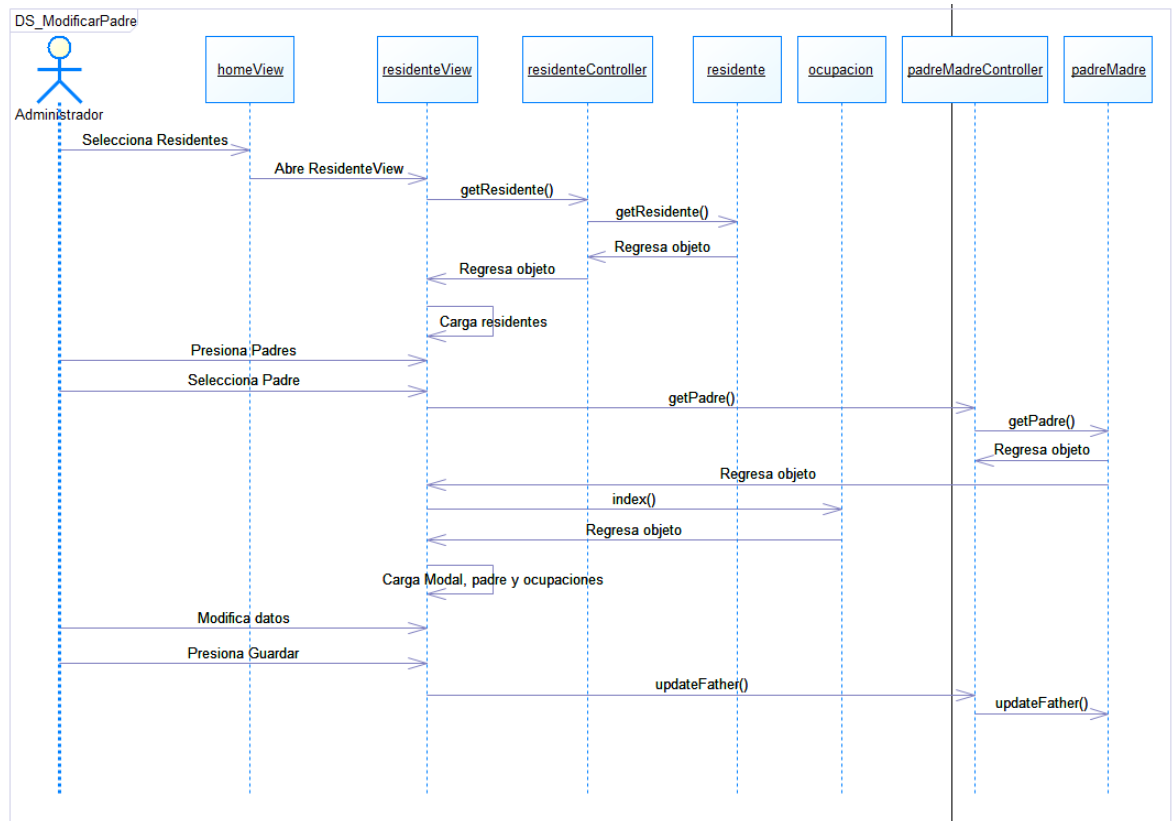 DS_ModificarPadre
homeView
residenteView
residenteController
residente
ocupacion
padreMadreController
padreMadre
Administrador
Selecciona Residentes
Abre ResidenteView
getResidente()
getResidente()
Regresa objeto
Regresa objeto
Carga residentes
Presiona Padres
Selecciona Padre
getPadre()
getPadre()
Regresa objeto
Regresa objeto
index()
Regresa objeto
Carga Modal, padre y ocupaciones
Modifica datos
Presiona Guardar
updateFather()
updateFather()